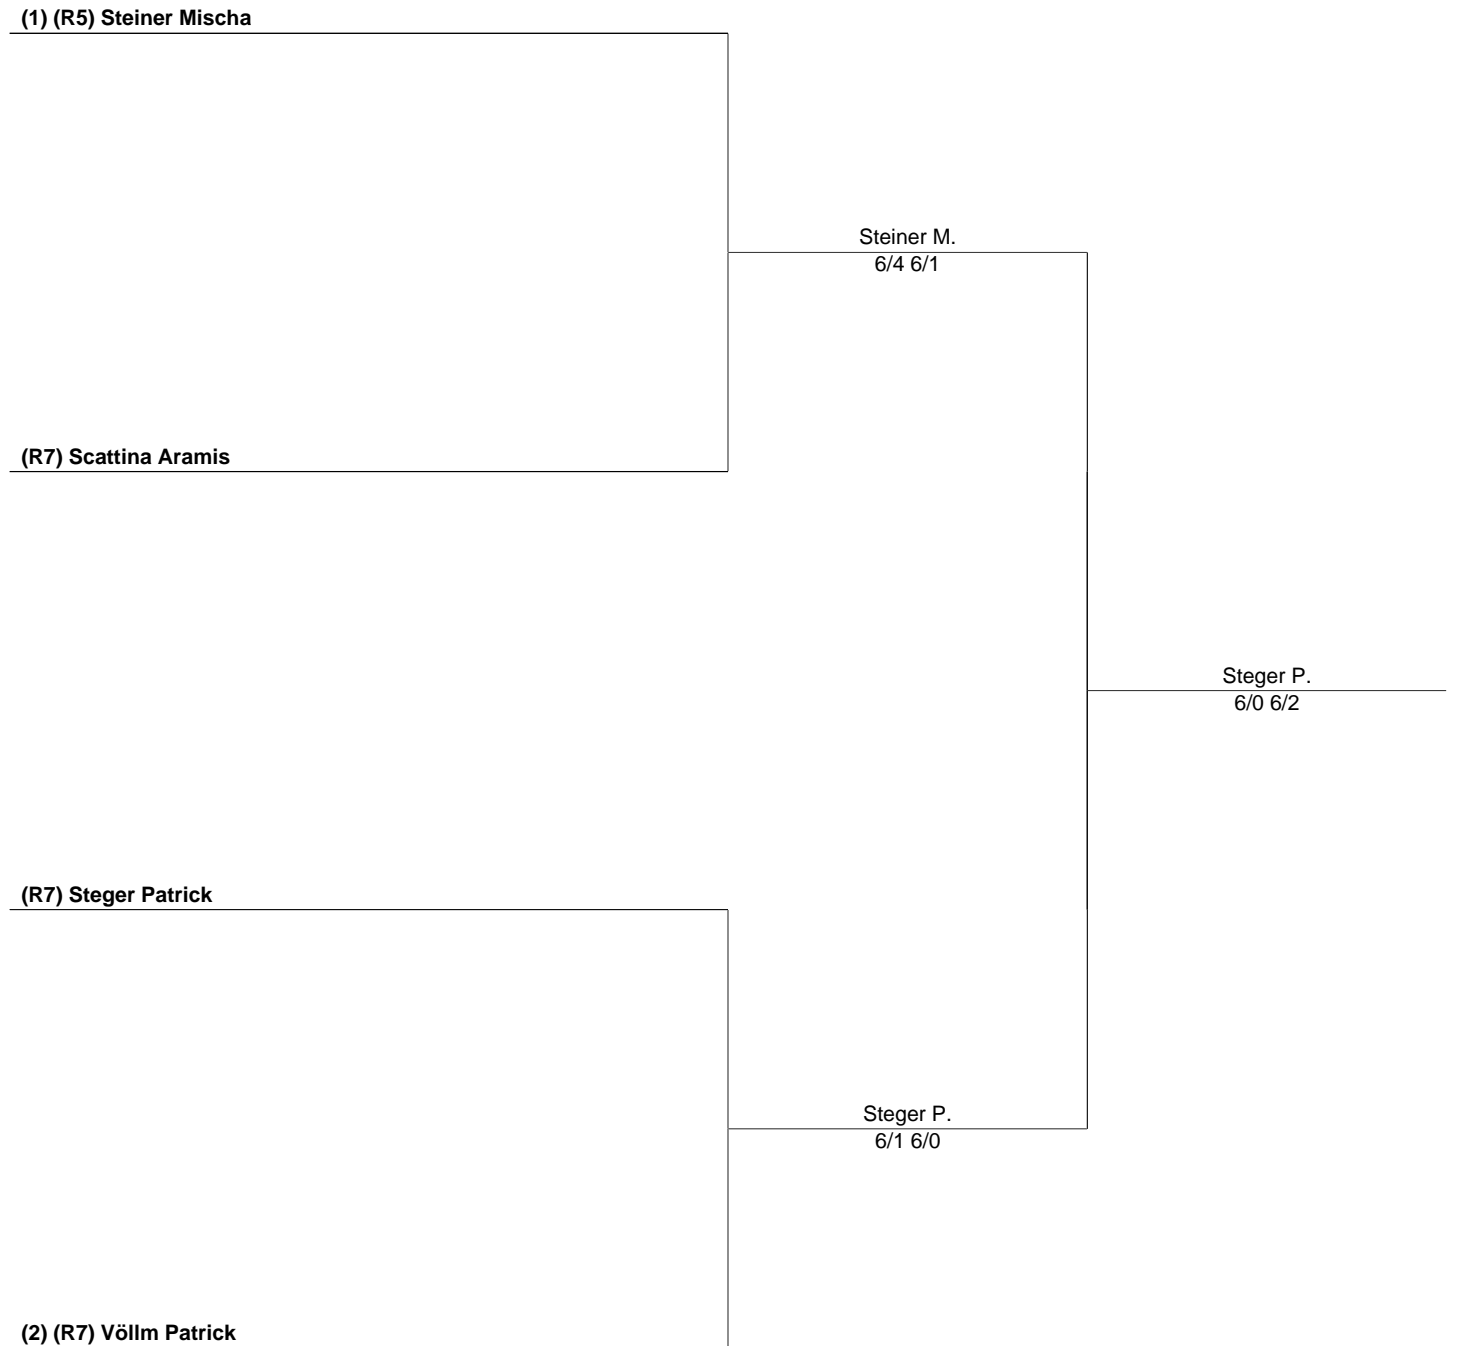 (1) (R5) Steiner Mischa
Steiner M.
6/4 6/1
(R7) Scattina Aramis
Steger P.
6/0 6/2
(R7) Steger Patrick
Steger P.
6/1 6/0
(2) (R7) Völlm Patrick